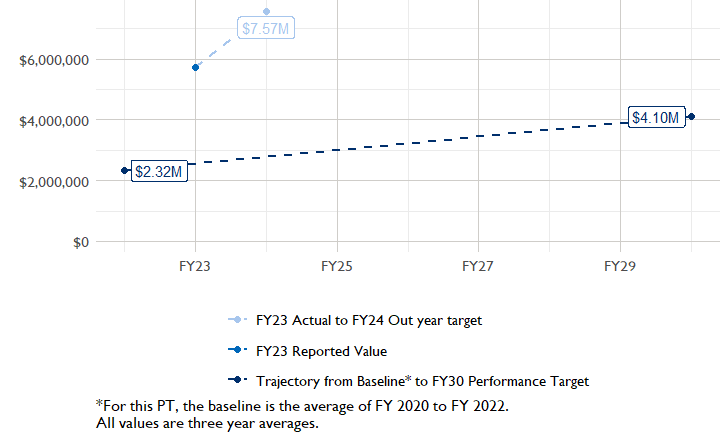 $7.57M
$6,000,000
$4,000,000
$4.10M
$2.32M
$2,000,000
$0
FY23 FY25 FY27 FY29
FY23 Actual to FY24 Out year target
FY23 Reported Value
Trajectory from Baseline* to FY30 Performance Target
*For this PT, the baseline is the average of FY 2020 to FY 2022.
All values are three year averages.